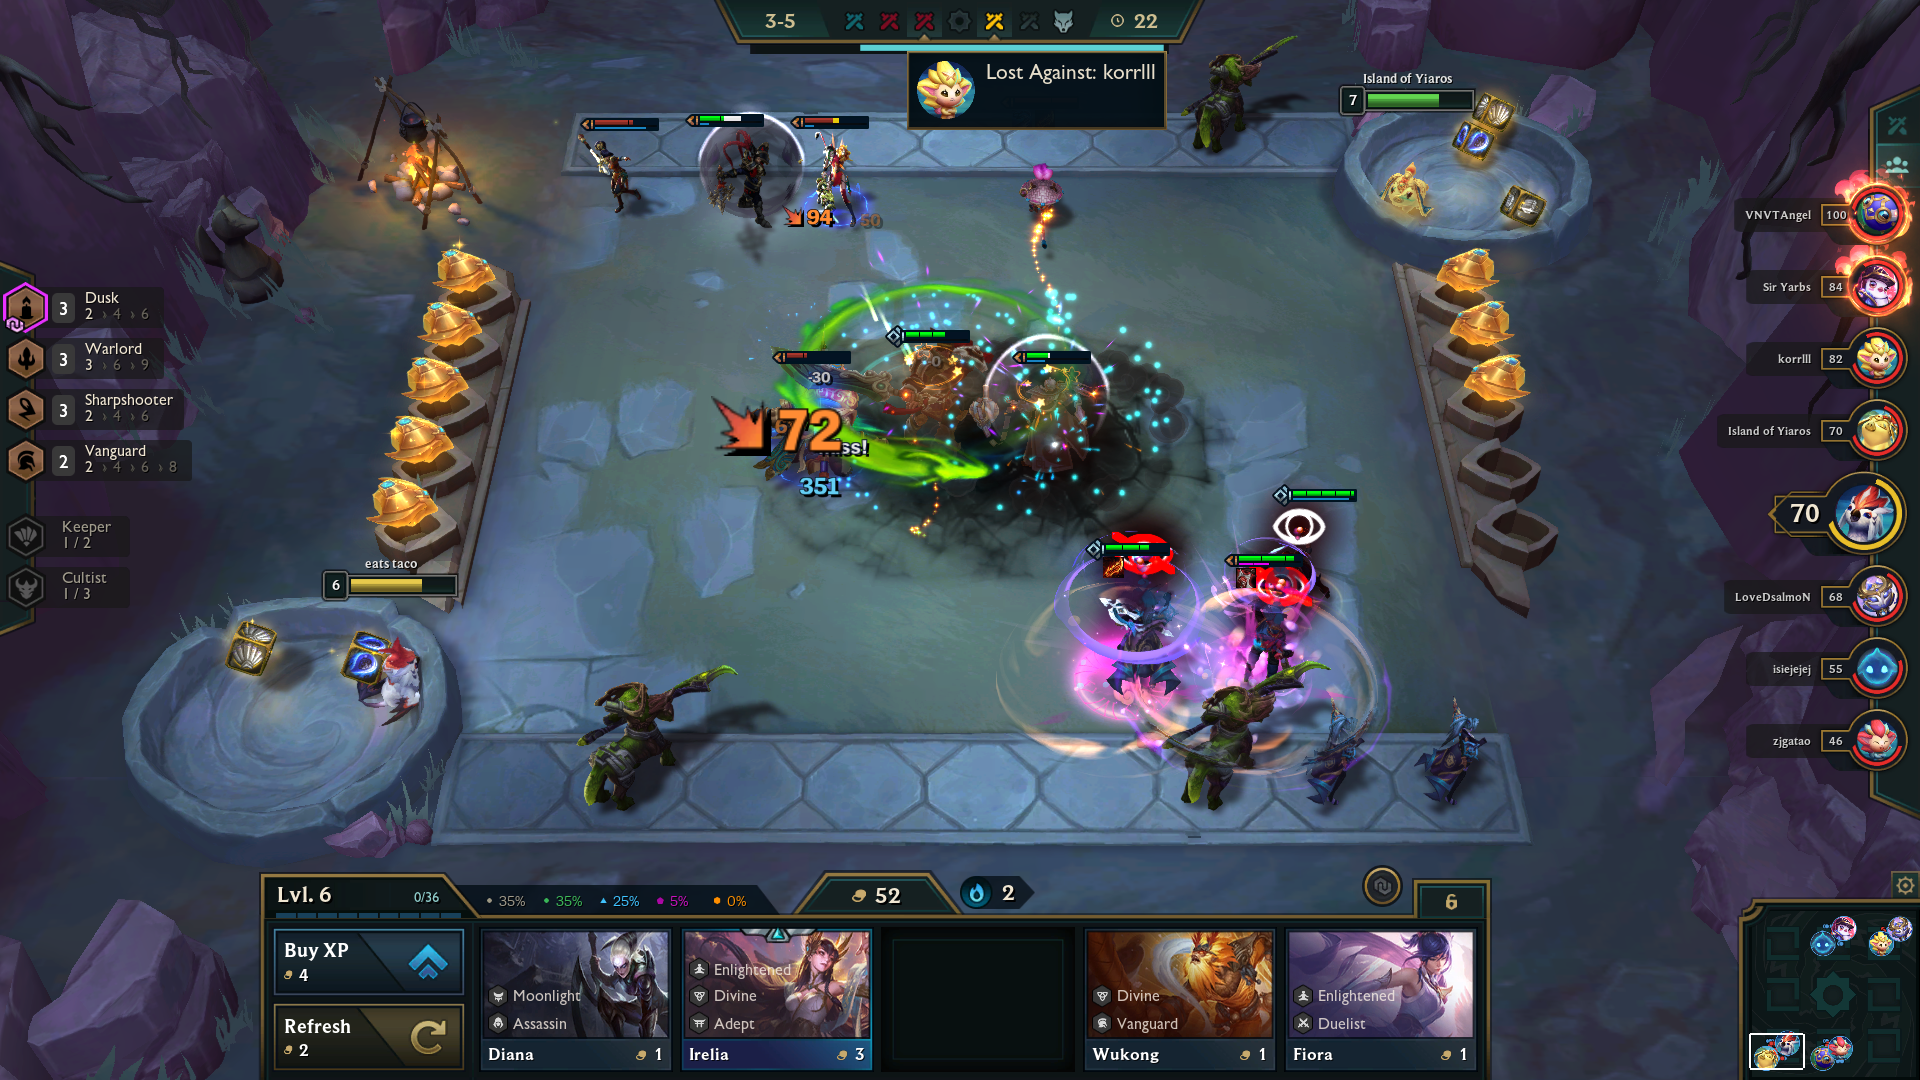 3-5
22
Lost Against: korrlll
Island of Yiaros
7
94
50
-30
72
ss!
351
Dusk
3
2 › 4 › 6
Warlord
3
3 › 6 › 9
Sharpshooter
3
2 › 4 › 6
Vanguard
2
2 › 4 › 6 › 8
Keeper
1 / 2
Cultist
1 / 3
eats taco
6
VNVTAngel 100
Sir Yarbs 84
korrlll 82
Island of Yiaros 70
70
LoveDsalmoN 68
isiejejej 55
zjgatao 46
Lvl. 6
0/36
35%
35%
25%
5%
0%
52
2
6
Buy XP
4
Refresh
2
Moonlight
Assassin
Diana 1
Enlightened
Divine
Adept
Irelia 3
Divine
Vanguard
Wukong 1
Enlightened
Duelist
Fiora 1